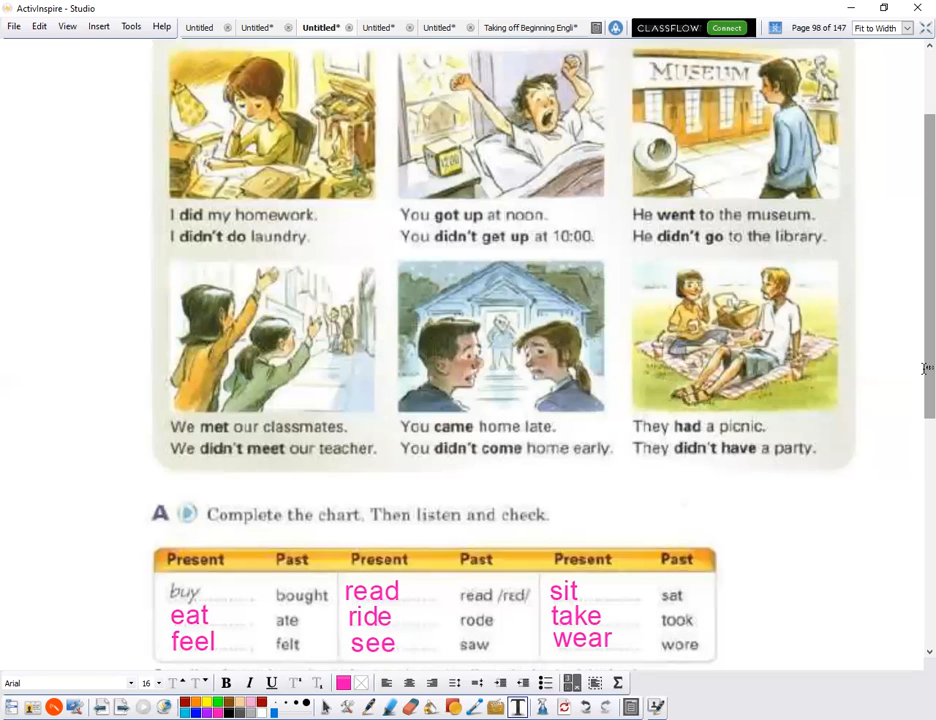 ActivInspire - Studio
File Edit View Insert Tools Help Untitled Untitled* Untitled* Untitled* Untitled* Taking off Beginning Engli* CLASSFLOW Connect Page 98 of 147 Fit to Width
MUSEUM
I did my homework.
I didn't do laundry.
You got up at noon.
You didn't get up at 10:00.
He went to the museum.
He didn't go to the library.
We met our classmates.
We didn't meet our teacher.
You came home late.
You didn't come home early.
They had a picnic.
They didn't have a party.
A Complete the chart. Then listen and check.
Present Past Present Past Present Past
buy bought read read /rɛd/ sit sat
eat ate ride rode take took
feel felt see saw wear wore
Arial 16 B I U